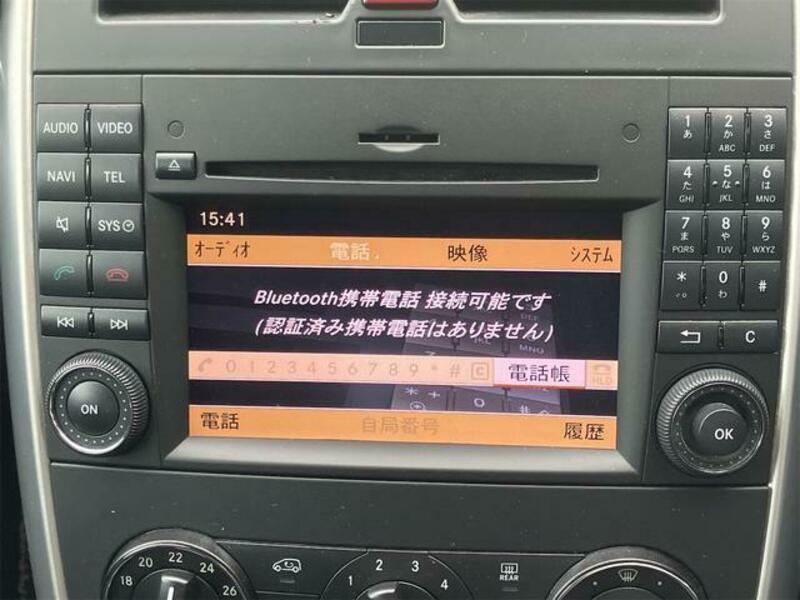 AUDIO VIDEO
NAVI TEL
SYS
ON
15:41
オーディオ 電話 映像 システム
Bluetooth携帯電話 接続可能です
(認証済み携帯電話はありません)
0 1 2 3 4 5 6 7 8 9 * # C 電話帳 HLD
電話 自局番号 履歴
1 2 3
あ か さ
ABC DEF
4 5 6
た な は
GHI JKL MNO
7 8 9
ま や ら
PQRS TUV WXYZ
* 0 #
わ
C
OK
18 20 22 24 26
1 2 3 4
REAR